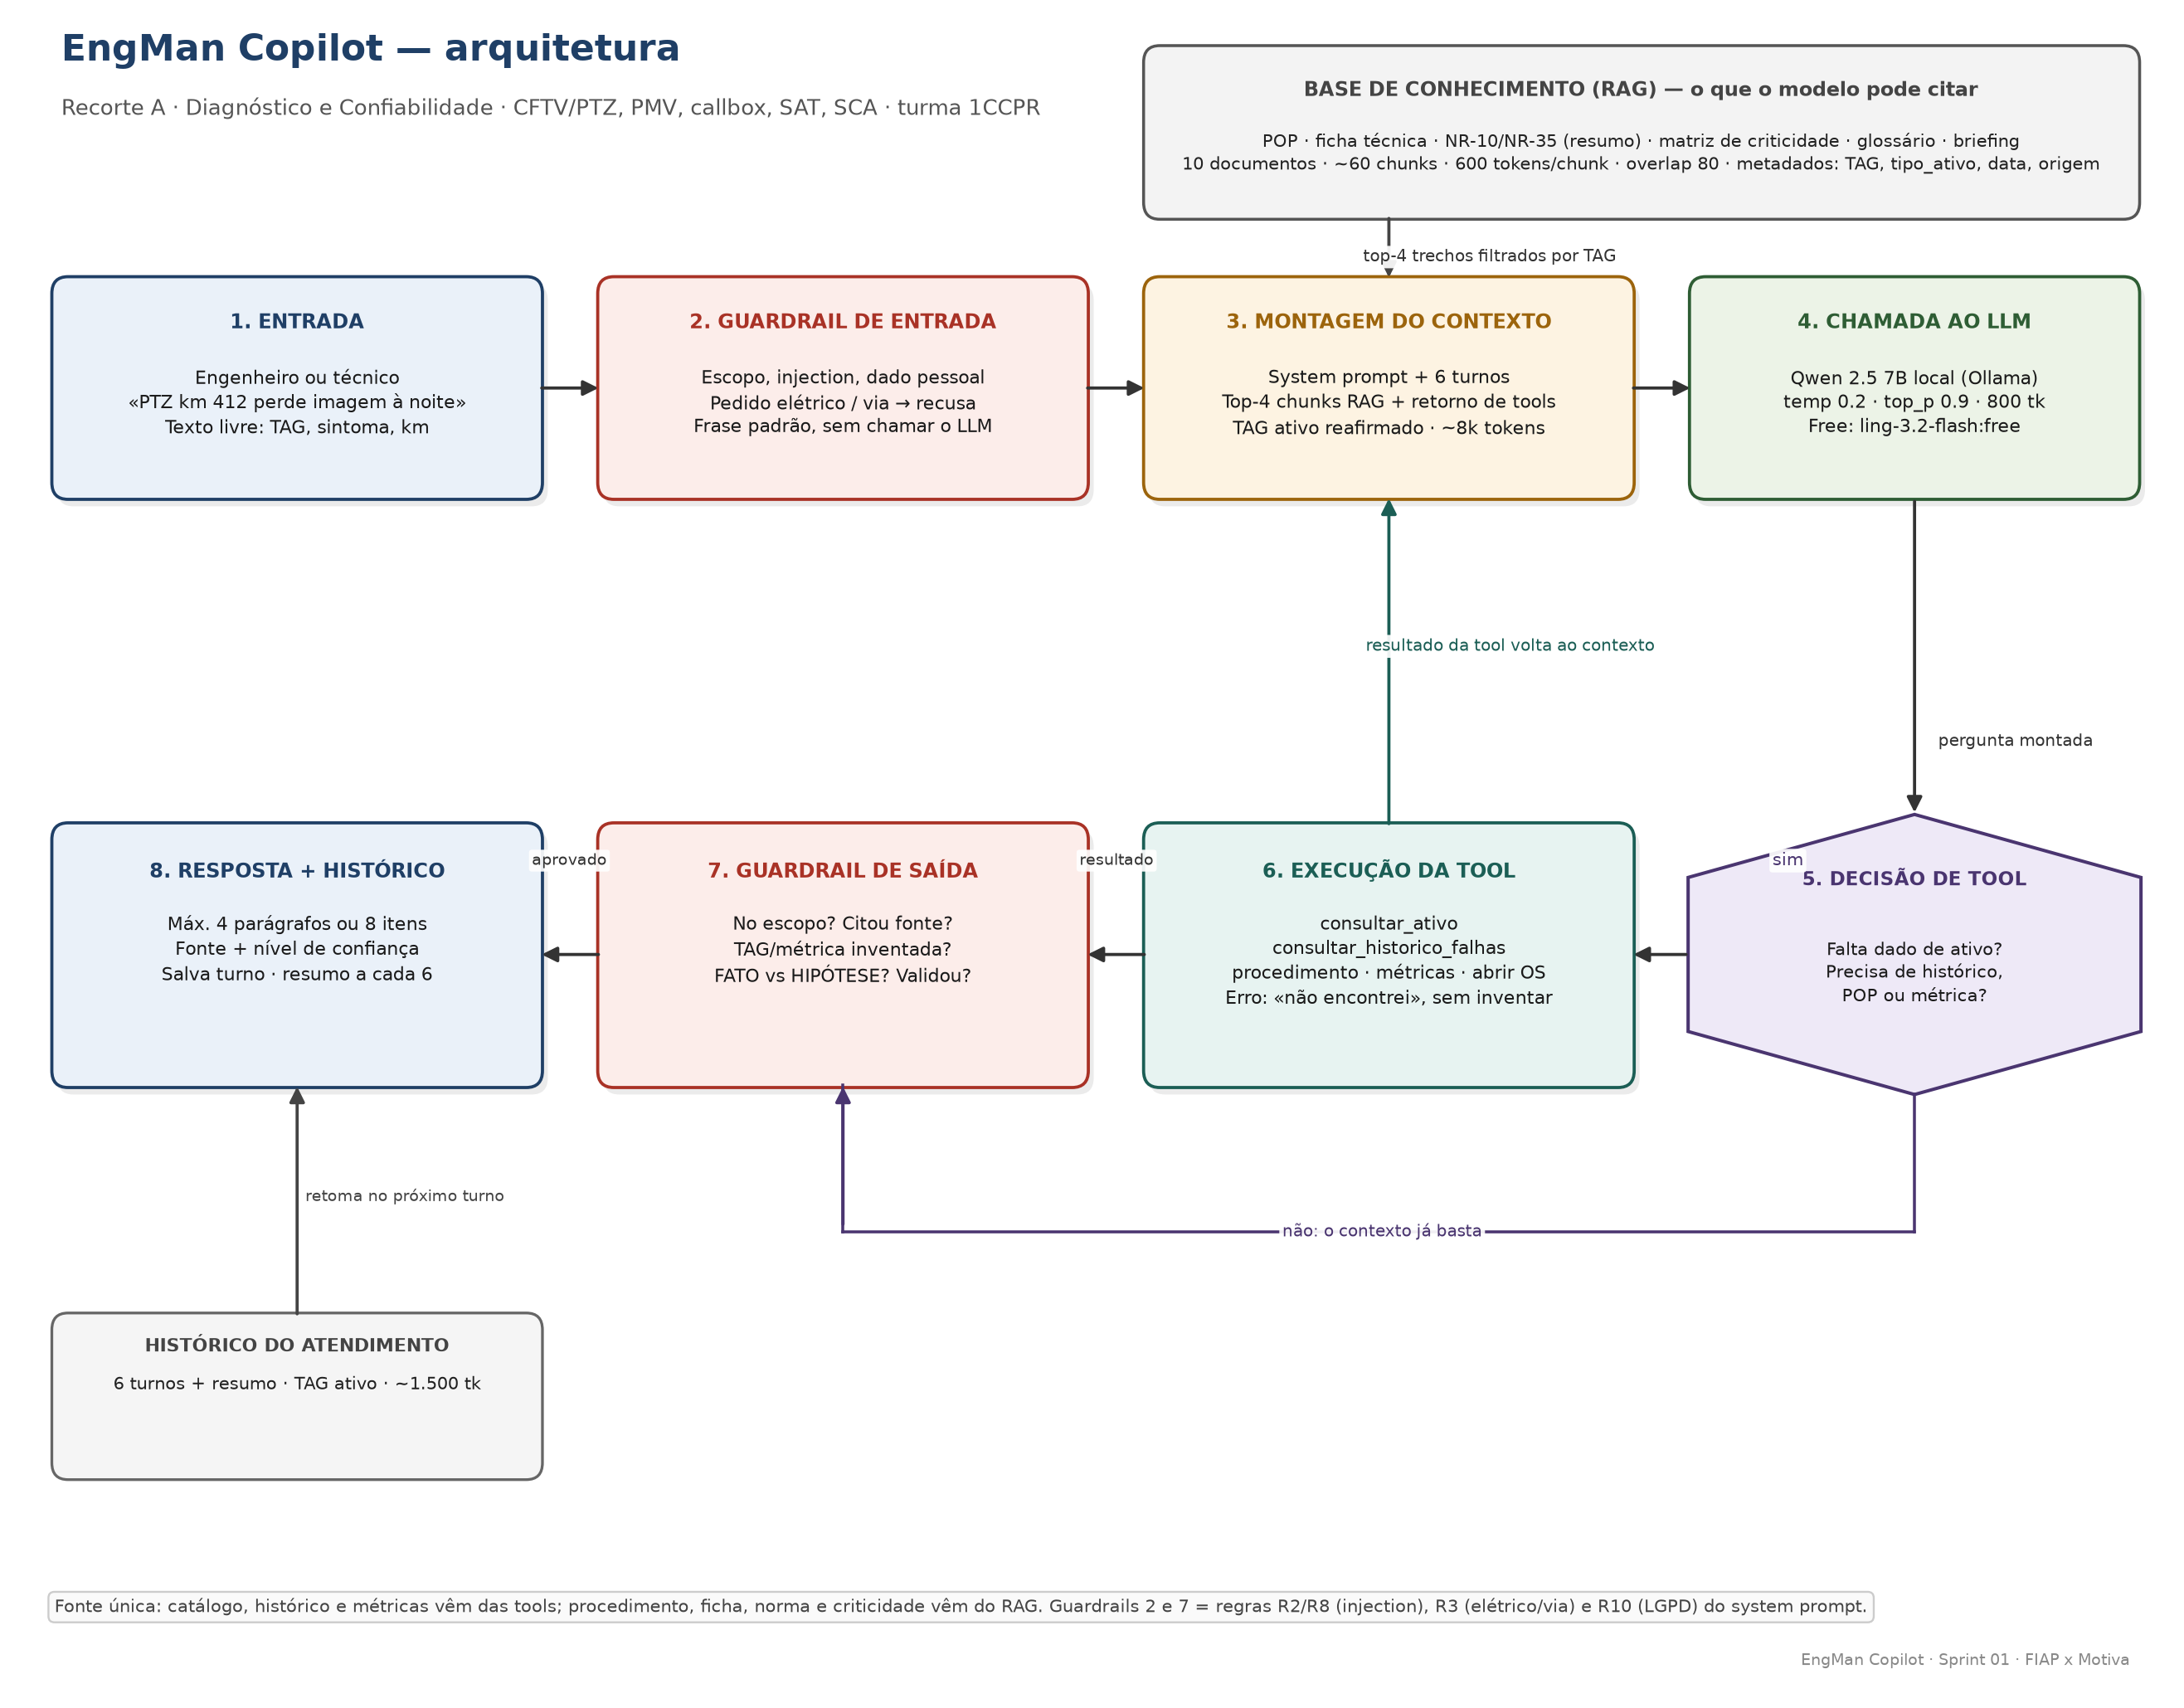 EngMan Copilot — arquitetura
Recorte A · Diagnóstico e Confiabilidade · CFTV/PTZ, PMV, callbox, SAT, SCA · turma 1CCPR
BASE DE CONHECIMENTO (RAG) — o que o modelo pode citar
POP · ficha técnica · NR-10/NR-35 (resumo) · matriz de criticidade · glossário · briefing
10 documentos · ~60 chunks · 600 tokens/chunk · overlap 80 · metadados: TAG, tipo_ativo, data, origem
top-4 trechos filtrados por TAG
1. ENTRADA
Engenheiro ou técnico
«PTZ km 412 perde imagem à noite»
Texto livre: TAG, sintoma, km
2. GUARDRAIL DE ENTRADA
Escopo, injection, dado pessoal
Pedido elétrico / via → recusa
Frase padrão, sem chamar o LLM
3. MONTAGEM DO CONTEXTO
System prompt + 6 turnos
Top-4 chunks RAG + retorno de tools
TAG ativo reafirmado · ~8k tokens
4. CHAMADA AO LLM
Qwen 2.5 7B local (Ollama)
temp 0.2 · top_p 0.9 · 800 tk
Free: ling-3.2-flash:free
resultado da tool volta ao contexto
pergunta montada
8. RESPOSTA + HISTÓRICO
Máx. 4 parágrafos ou 8 itens
Fonte + nível de confiança
Salva turno · resumo a cada 6
aprovado
7. GUARDRAIL DE SAÍDA
No escopo? Citou fonte?
TAG/métrica inventada?
FATO vs HIPÓTESE? Validou?
resultado
6. EXECUÇÃO DA TOOL
consultar_ativo
consultar_historico_falhas
procedimento · métricas · abrir OS
Erro: «não encontrei», sem inventar
sim
5. DECISÃO DE TOOL
Falta dado de ativo?
Precisa de histórico,
POP ou métrica?
retoma no próximo turno
não: o contexto já basta
HISTÓRICO DO ATENDIMENTO
6 turnos + resumo · TAG ativo · ~1.500 tk
Fonte única: catálogo, histórico e métricas vêm das tools; procedimento, ficha, norma e criticidade vêm do RAG. Guardrails 2 e 7 = regras R2/R8 (injection), R3 (elétrico/via) e R10 (LGPD) do system prompt.
EngMan Copilot · Sprint 01 · FIAP x Motiva